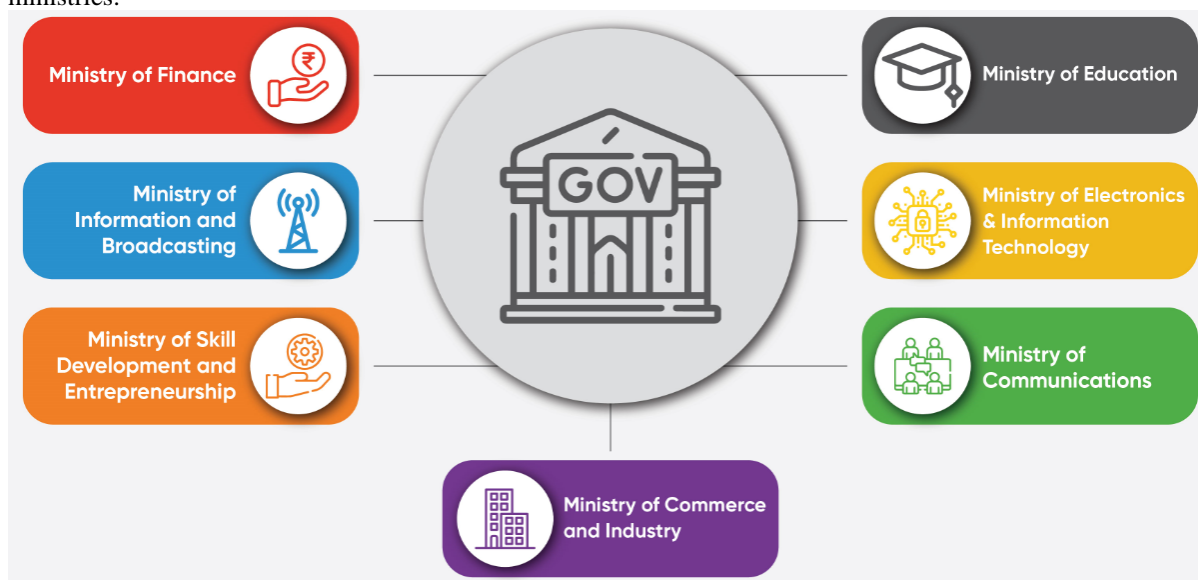 ministries.
Ministry of Finance
₹
Ministry of
Information and
Broadcasting
Ministry of Skill
Development and
Entrepreneurship
GOV
Ministry of Education
Ministry of Electronics
& Information
Technology
Ministry of
Communications
Ministry of Commerce
and Industry